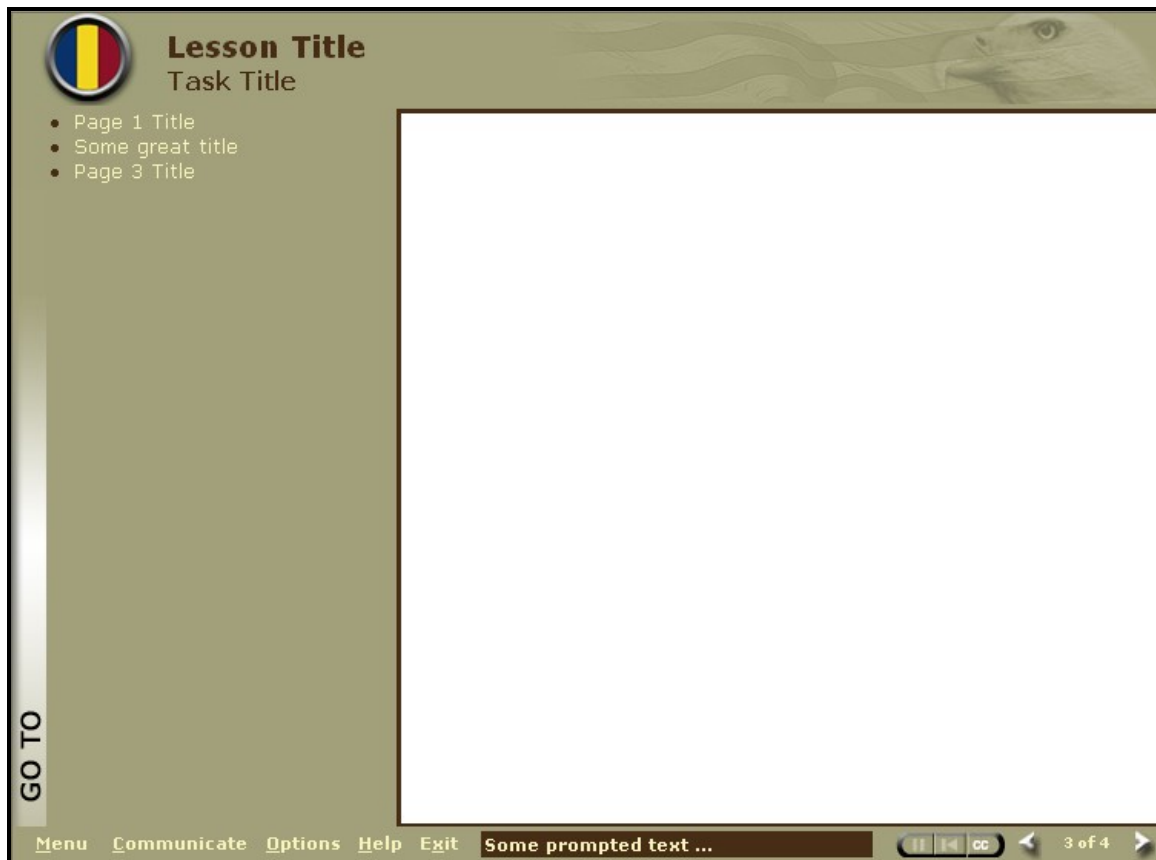 Lesson Title
Task Title
• Page 1 Title
• Some great title
• Page 3 Title
GO TO
Menu Communicate Options Help Exit Some prompted text ... CC 3 of 4